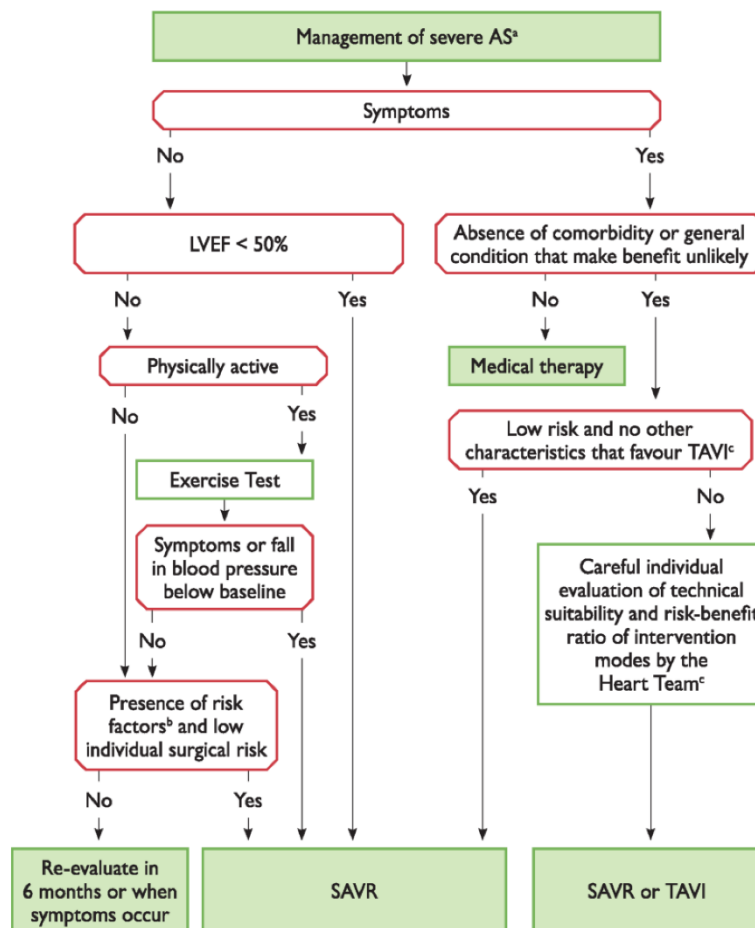 Management of severe ASᵃ
Symptoms
No
Yes
LVEF < 50%
Absence of comorbidity or general
condition that make benefit unlikely
No
Yes
No
Yes
Physically active
Medical therapy
No
Yes
Low risk and no other
characteristics that favour TAVIᶜ
Exercise Test
Yes
No
Symptoms or fall
in blood pressure
below baseline
Careful individual
evaluation of technical
suitability and risk-benefit
ratio of intervention
modes by the
Heart Teamᶜ
No
Yes
Presence of risk
factorsᵇ and low
individual surgical risk
No
Yes
Re-evaluate in
6 months or when
symptoms occur
SAVR
SAVR or TAVI